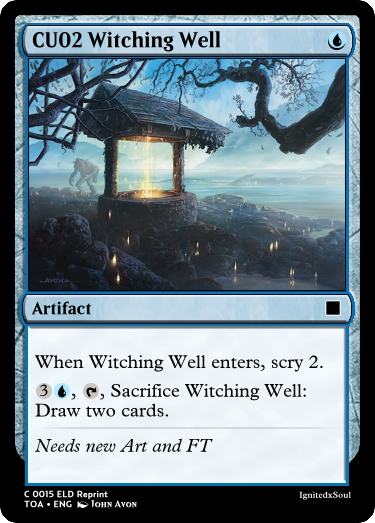 CU02 Witching Well
AVON
Artifact
When Witching Well enters, scry 2.
3, , Sacrifice Witching Well:
Draw two cards.
Needs new Art and FT
C 0015 ELD Reprint
IgnitedxSoul
TOA • ENG John Avon